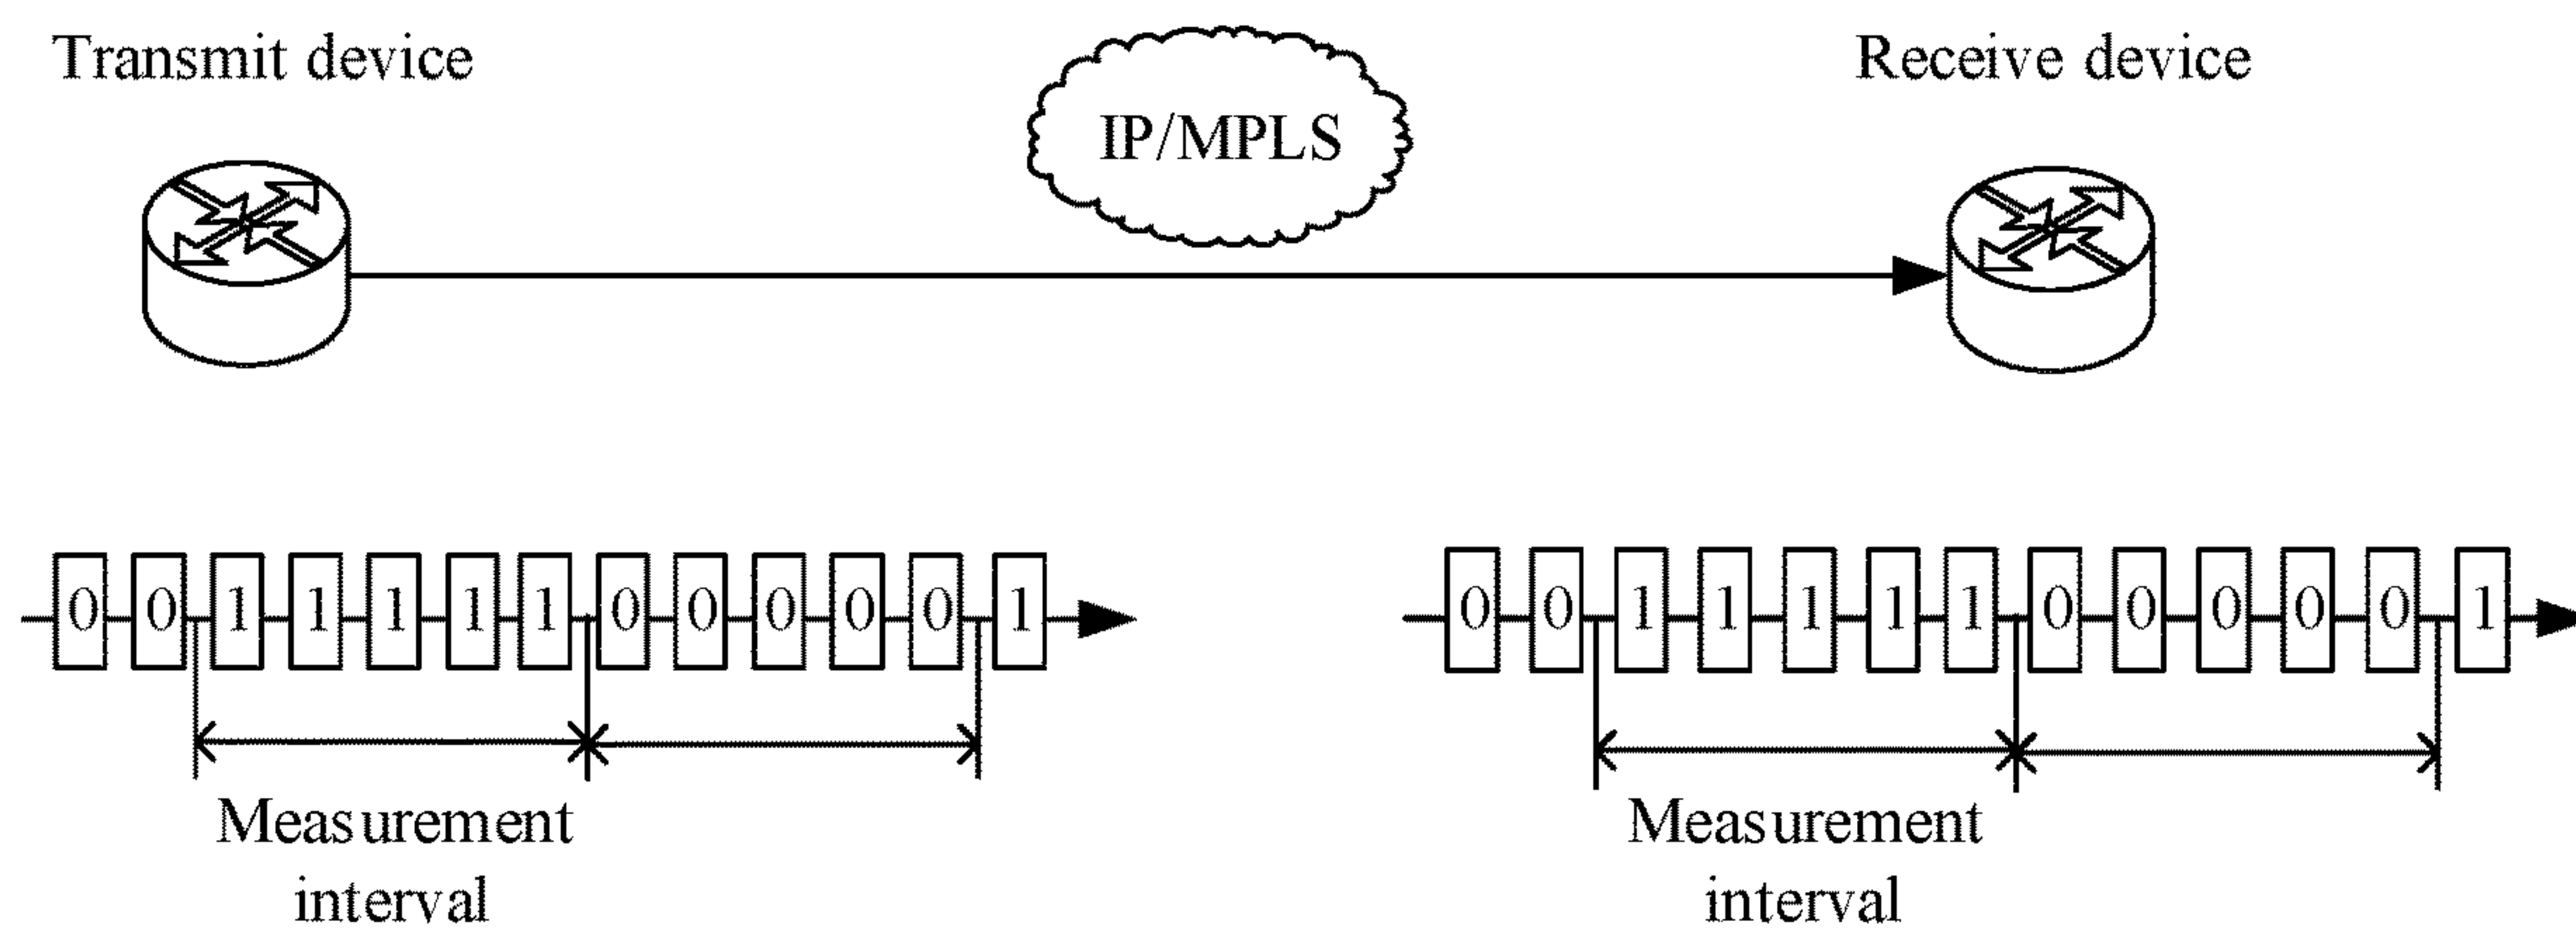 Transmit device
Receive device
IP/MPLS
0 0 1 1 1 1 1 0 0 0 0 0 1
0 0 1 1 1 1 1 0 0 0 0 0 1
Measurement
interval
Measurement
interval